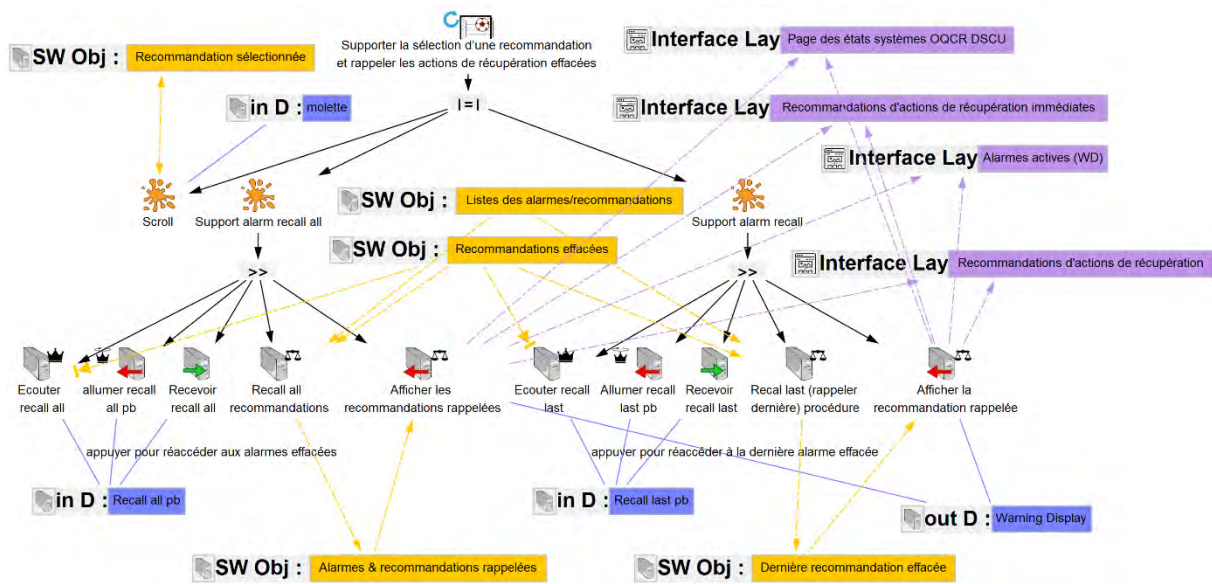 Supporter la sélection d'une recommandation
et rappeler les actions de récupération effacées
SW Obj : Recommandation sélectionnée
in D : molette
|=|
Interface Lay Page des états systèmes OQCR DSCU
Interface Lay Recommandations d'actions de récupération immédiates
Interface Lay Alarmes actives (WD)
Scroll
Support alarm recall all
SW Obj : Listes des alarmes/recommandations
Support alarm recall
SW Obj : Recommandations effacées
>>
>>
Interface Lay Recommandations d'actions de récupération
Ecouter
recall all
allumer recall
all pb
Recevoir
recall all
Recall all
recommandations
Afficher les
recommandations rappelées
Ecouter recall
last
Allumer recall
last pb
Recevoir
recall last
Recal last (rappeler
dernière) procédure
Afficher la
recommandation rappelée
appuyer pour réaccéder aux alarmes effacées
appuyer pour réaccéder à la dernière alarme effacée
in D : Recall all pb
in D : Recall last pb
out D : Warning Display
SW Obj : Alarmes & recommandations rappelées
SW Obj : Dernière recommandation effacée